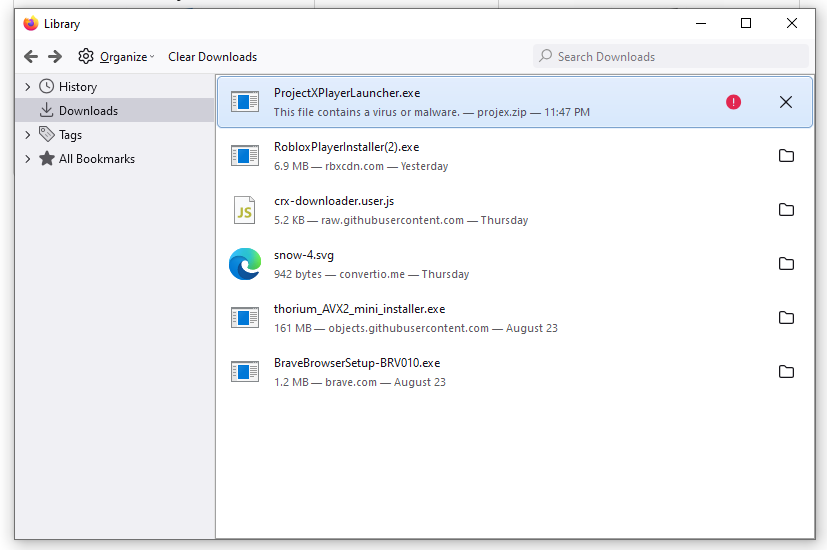 Library
Organize
Clear Downloads
Search Downloads
History
Downloads
Tags
All Bookmarks
ProjectXPlayerLauncher.exe
This file contains a virus or malware. — projex.zip — 11:47 PM
RobloxPlayerInstaller(2).exe
6.9 MB — rbxcdn.com — Yesterday
JS
crx-downloader.user.js
5.2 KB — raw.githubusercontent.com — Thursday
snow-4.svg
942 bytes — convertio.me — Thursday
thorium_AVX2_mini_installer.exe
161 MB — objects.githubusercontent.com — August 23
BraveBrowserSetup-BRV010.exe
1.2 MB — brave.com — August 23